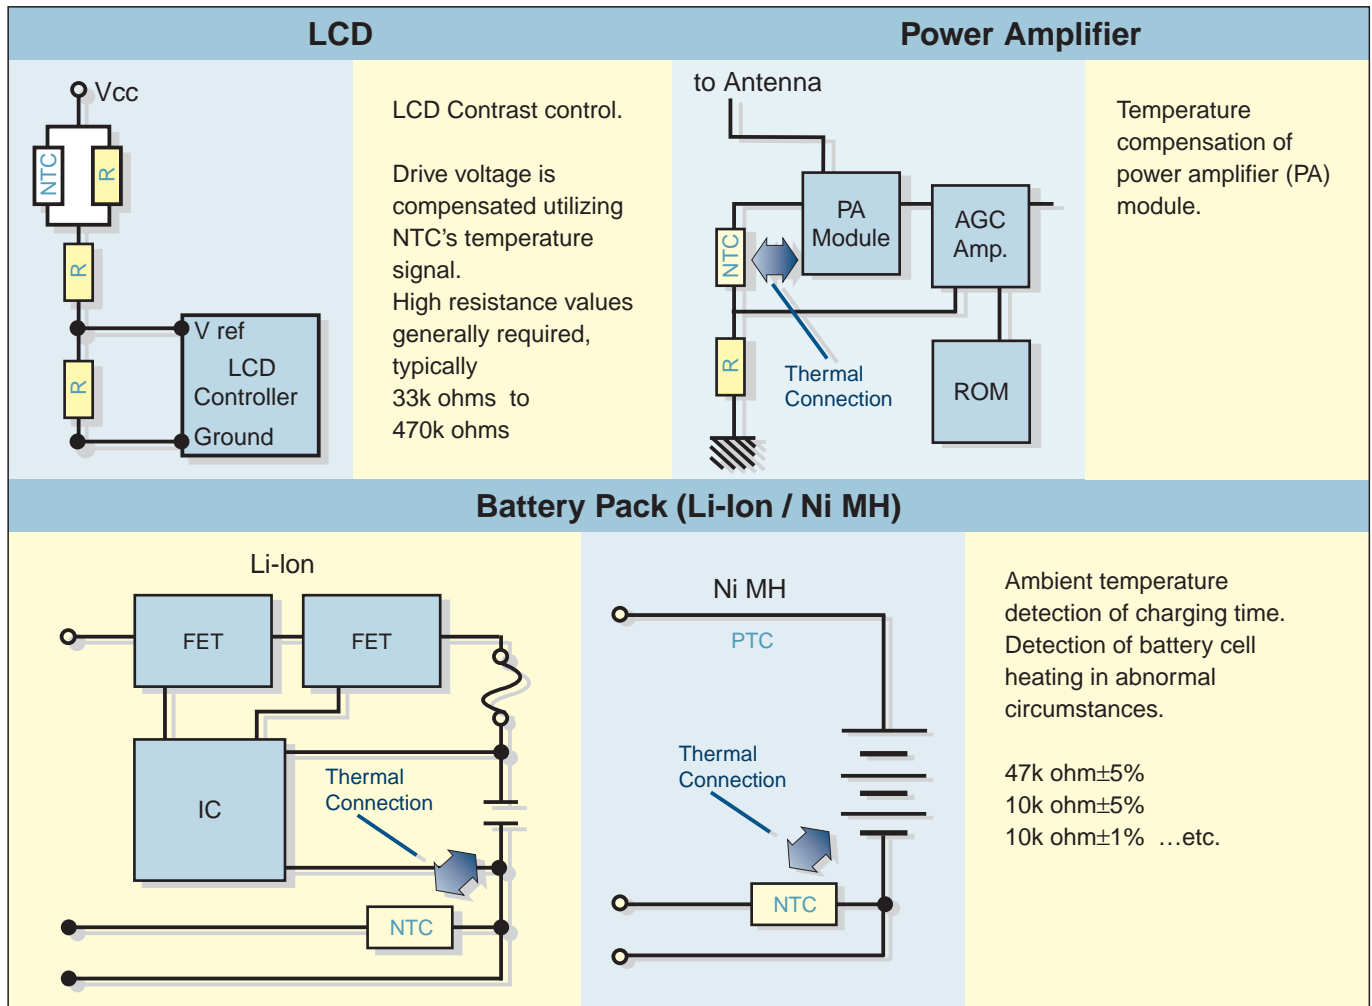 LCD
Power Amplifier
Vcc
NTC
R
R
V ref
R
LCD
Controller
Ground
LCD Contrast control.
Drive voltage is
compensated utilizing
NTC's temperature
signal.
High resistance values
generally required,
typically
33k ohms to
470k ohms
to Antenna
PA
Module
AGC
Amp.
NTC
R
Thermal
Connection
ROM
Temperature
compensation of
power amplifier (PA)
module.
Battery Pack (Li-Ion / Ni MH)
Li-Ion
FET
FET
IC
Thermal
Connection
NTC
Ni MH
PTC
Thermal
Connection
NTC
Ambient temperature
detection of charging time.
Detection of battery cell
heating in abnormal
circumstances.
47k ohm±5%
10k ohm±5%
10k ohm±1% …etc.